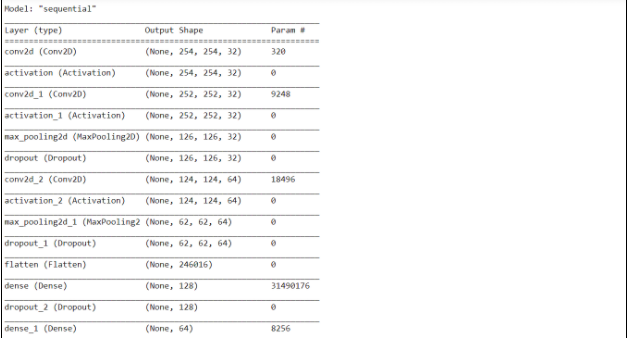 Model: "sequential"
Layer (type) Output Shape Param #
conv2d (Conv2D) (None, 254, 254, 32) 320
activation (Activation) (None, 254, 254, 32) 0
conv2d_1 (Conv2D) (None, 252, 252, 32) 9248
activation_1 (Activation) (None, 252, 252, 32) 0
max_pooling2d (MaxPooling2D) (None, 126, 126, 32) 0
dropout (Dropout) (None, 126, 126, 32) 0
conv2d_2 (Conv2D) (None, 124, 124, 64) 18496
activation_2 (Activation) (None, 124, 124, 64) 0
max_pooling2d_1 (MaxPooling2 (None, 62, 62, 64) 0
dropout_1 (Dropout) (None, 62, 62, 64) 0
flatten (Flatten) (None, 246016) 0
dense (Dense) (None, 128) 31490176
dropout_2 (Dropout) (None, 128) 0
dense_1 (Dense) (None, 64) 8256